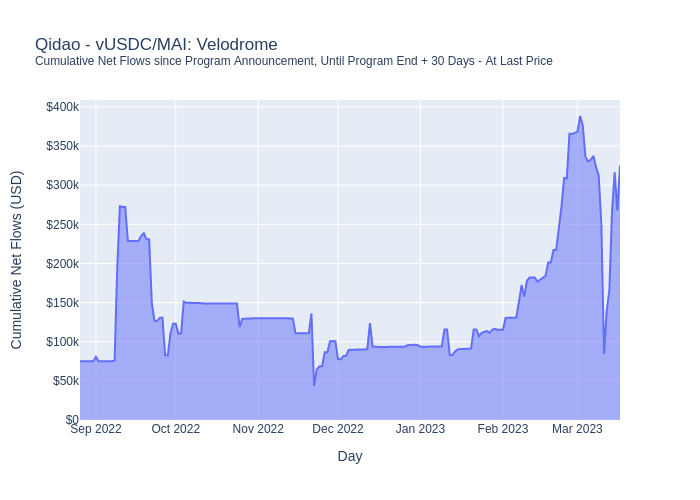 Qidao - vUSDC/MAI: Velodrome
Cumulative Net Flows since Program Announcement, Until Program End + 30 Days - At Last Price
Cumulative Net Flows (USD)
$400k
$350k
$300k
$250k
$200k
$150k
$100k
$50k
$0
Sep 2022 Oct 2022 Nov 2022 Dec 2022 Jan 2023 Feb 2023 Mar 2023
Day